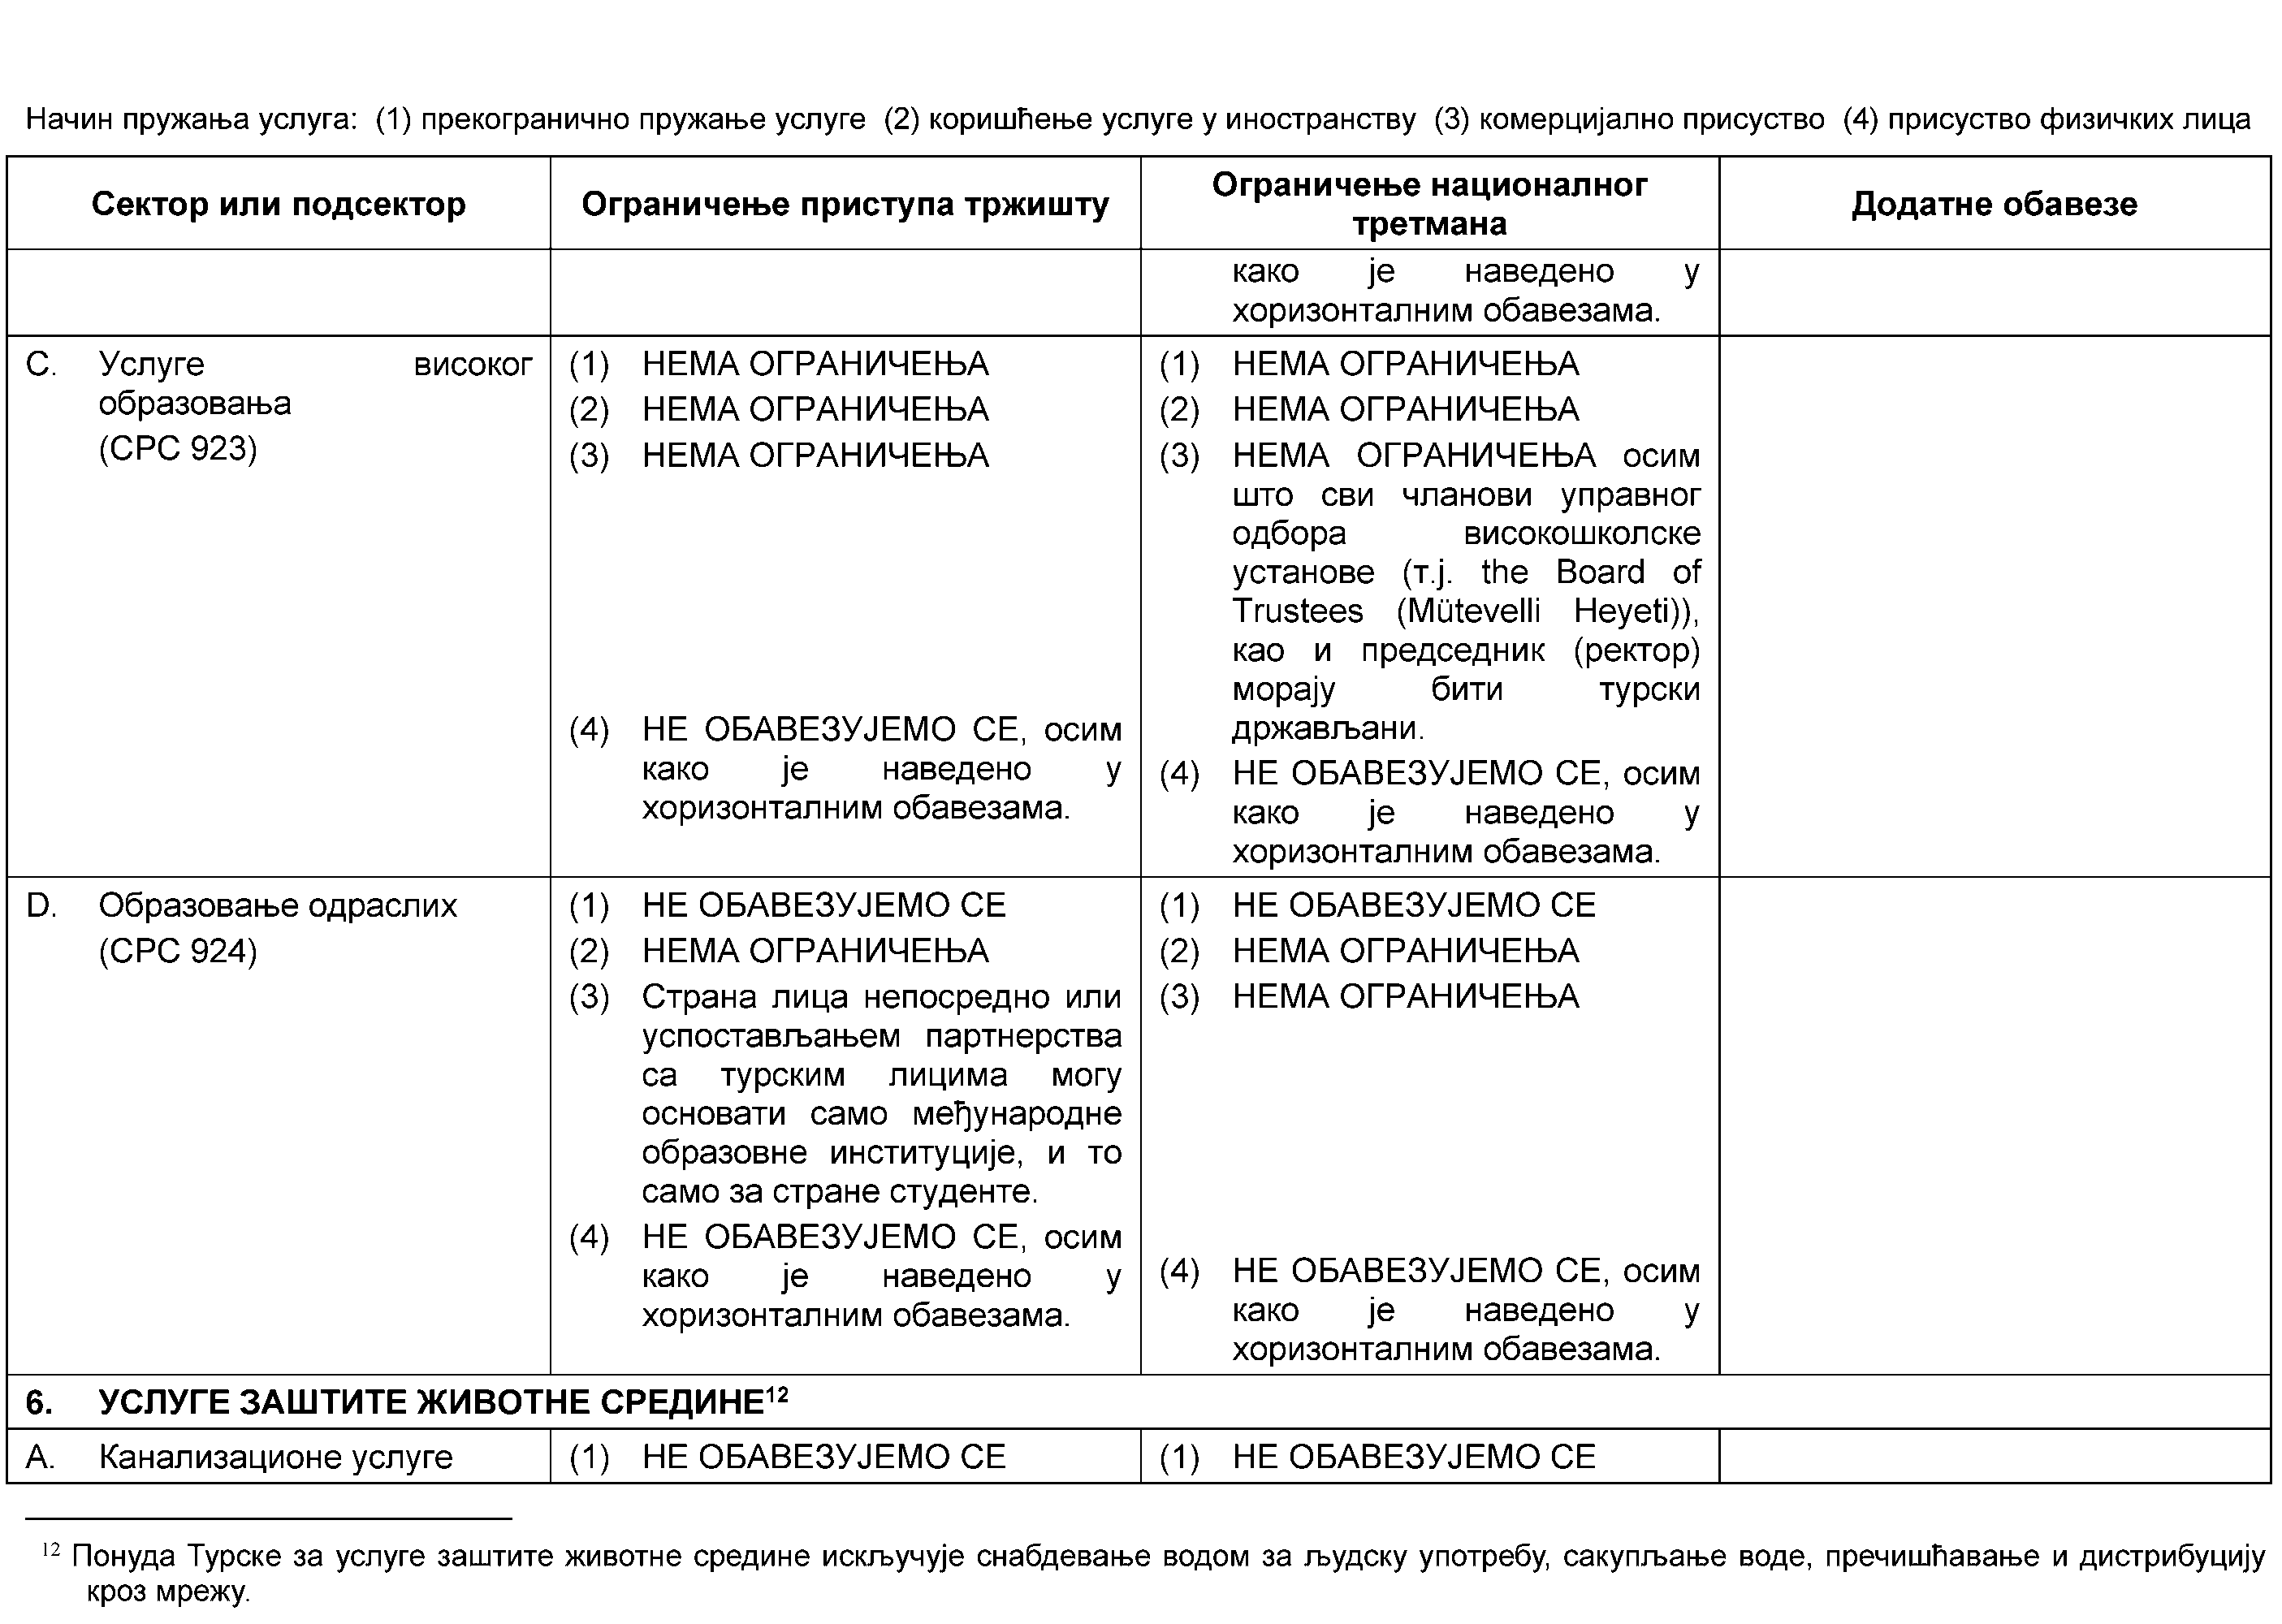 Начин пружања услуга: (1) прекогранично пружање услуге (2) коришћење услуге у иностранству (3) комерцијално присуство (4) присуство физичких лица
Сектор или подсектор
Ограничење приступа тржишту
Ограничење националног
третмана
Додатне обавезе
како је наведено у
хоризонталним обавезама.
C. Услуге високог
образовања
(CPC 923)
(1) НЕМА ОГРАНИЧЕЊА
(2) НЕМА ОГРАНИЧЕЊА
(3) НЕМА ОГРАНИЧЕЊА
(4) НЕ ОБАВЕЗУЈЕМО СЕ, осим
како је наведено у
хоризонталним обавезама.
(1) НЕМА ОГРАНИЧЕЊА
(2) НЕМА ОГРАНИЧЕЊА
(3) НЕМА ОГРАНИЧЕЊА осим
што сви чланови управног
одбора високошколске
установе (т.ј. the Board of
Trustees (Mütevelli Heyeti)),
као и председник (ректор)
морају бити турски
држављани.
(4) НЕ ОБАВЕЗУЈЕМО СЕ, осим
како је наведено у
хоризонталним обавезама.
D. Образовање одраслих
(CPC 924)
(1) НЕ ОБАВЕЗУЈЕМО СЕ
(2) НЕМА ОГРАНИЧЕЊА
(3) Страна лица непосредно или
успостављањем партнерства
са турским лицима могу
основати само међународне
образовне институције, и то
само за стране студенте.
(4) НЕ ОБАВЕЗУЈЕМО СЕ, осим
како је наведено у
хоризонталним обавезама.
(1) НЕ ОБАВЕЗУЈЕМО СЕ
(2) НЕМА ОГРАНИЧЕЊА
(3) НЕМА ОГРАНИЧЕЊА
(4) НЕ ОБАВЕЗУЈЕМО СЕ, осим
како је наведено у
хоризонталним обавезама.
6. УСЛУГЕ ЗАШТИТЕ ЖИВОТНЕ СРЕДИНЕ¹²
A. Канализационе услуге
(1) НЕ ОБАВЕЗУЈЕМО СЕ
(1) НЕ ОБАВЕЗУЈЕМО СЕ
¹² Понуда Турске за услуге заштите животне средине искључује снабдевање водом за људску употребу, сакупљање воде, пречишћавање и дистрибуцију
кроз мрежу.